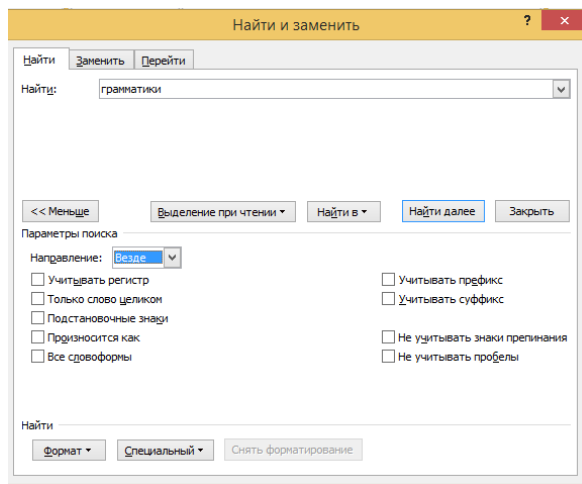 Найти и заменить ? ×
Найти Заменить Перейти
Найти: грамматики
<< Меньше Выделение при чтении Найти в Найти далее Закрыть
Параметры поиска
Направление: Везде
Учитывать регистр Учитывать префикс
Только слово целиком Учитывать суффикс
Подстановочные знаки
Произносится как Не учитывать знаки препинания
Все словоформы Не учитывать пробелы
Найти
Формат Специальный Снять форматирование